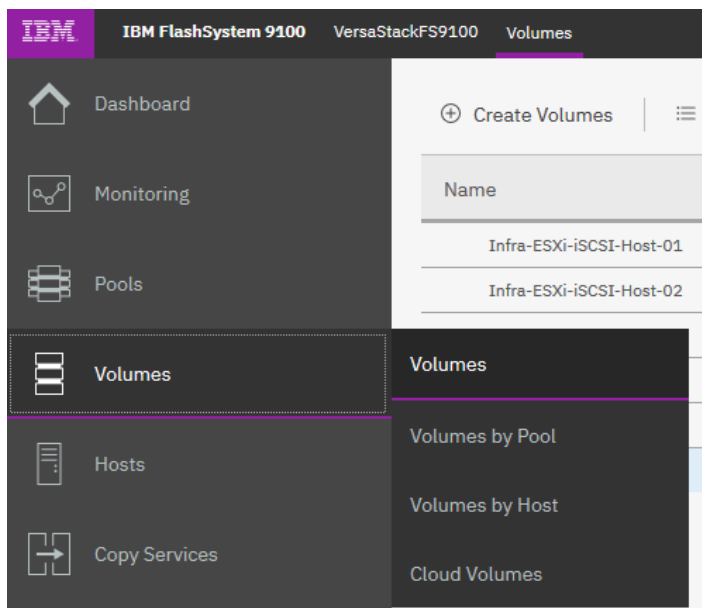 IBM IBM FlashSystem 9100 VersaStackFS9100 Volumes
Dashboard
Create Volumes
Monitoring
Name
Infra-ESXi-iSCSI-Host-01
Pools
Infra-ESXi-iSCSI-Host-02
Volumes
Volumes
Volumes by Pool
Hosts
Volumes by Host
Copy Services
Cloud Volumes